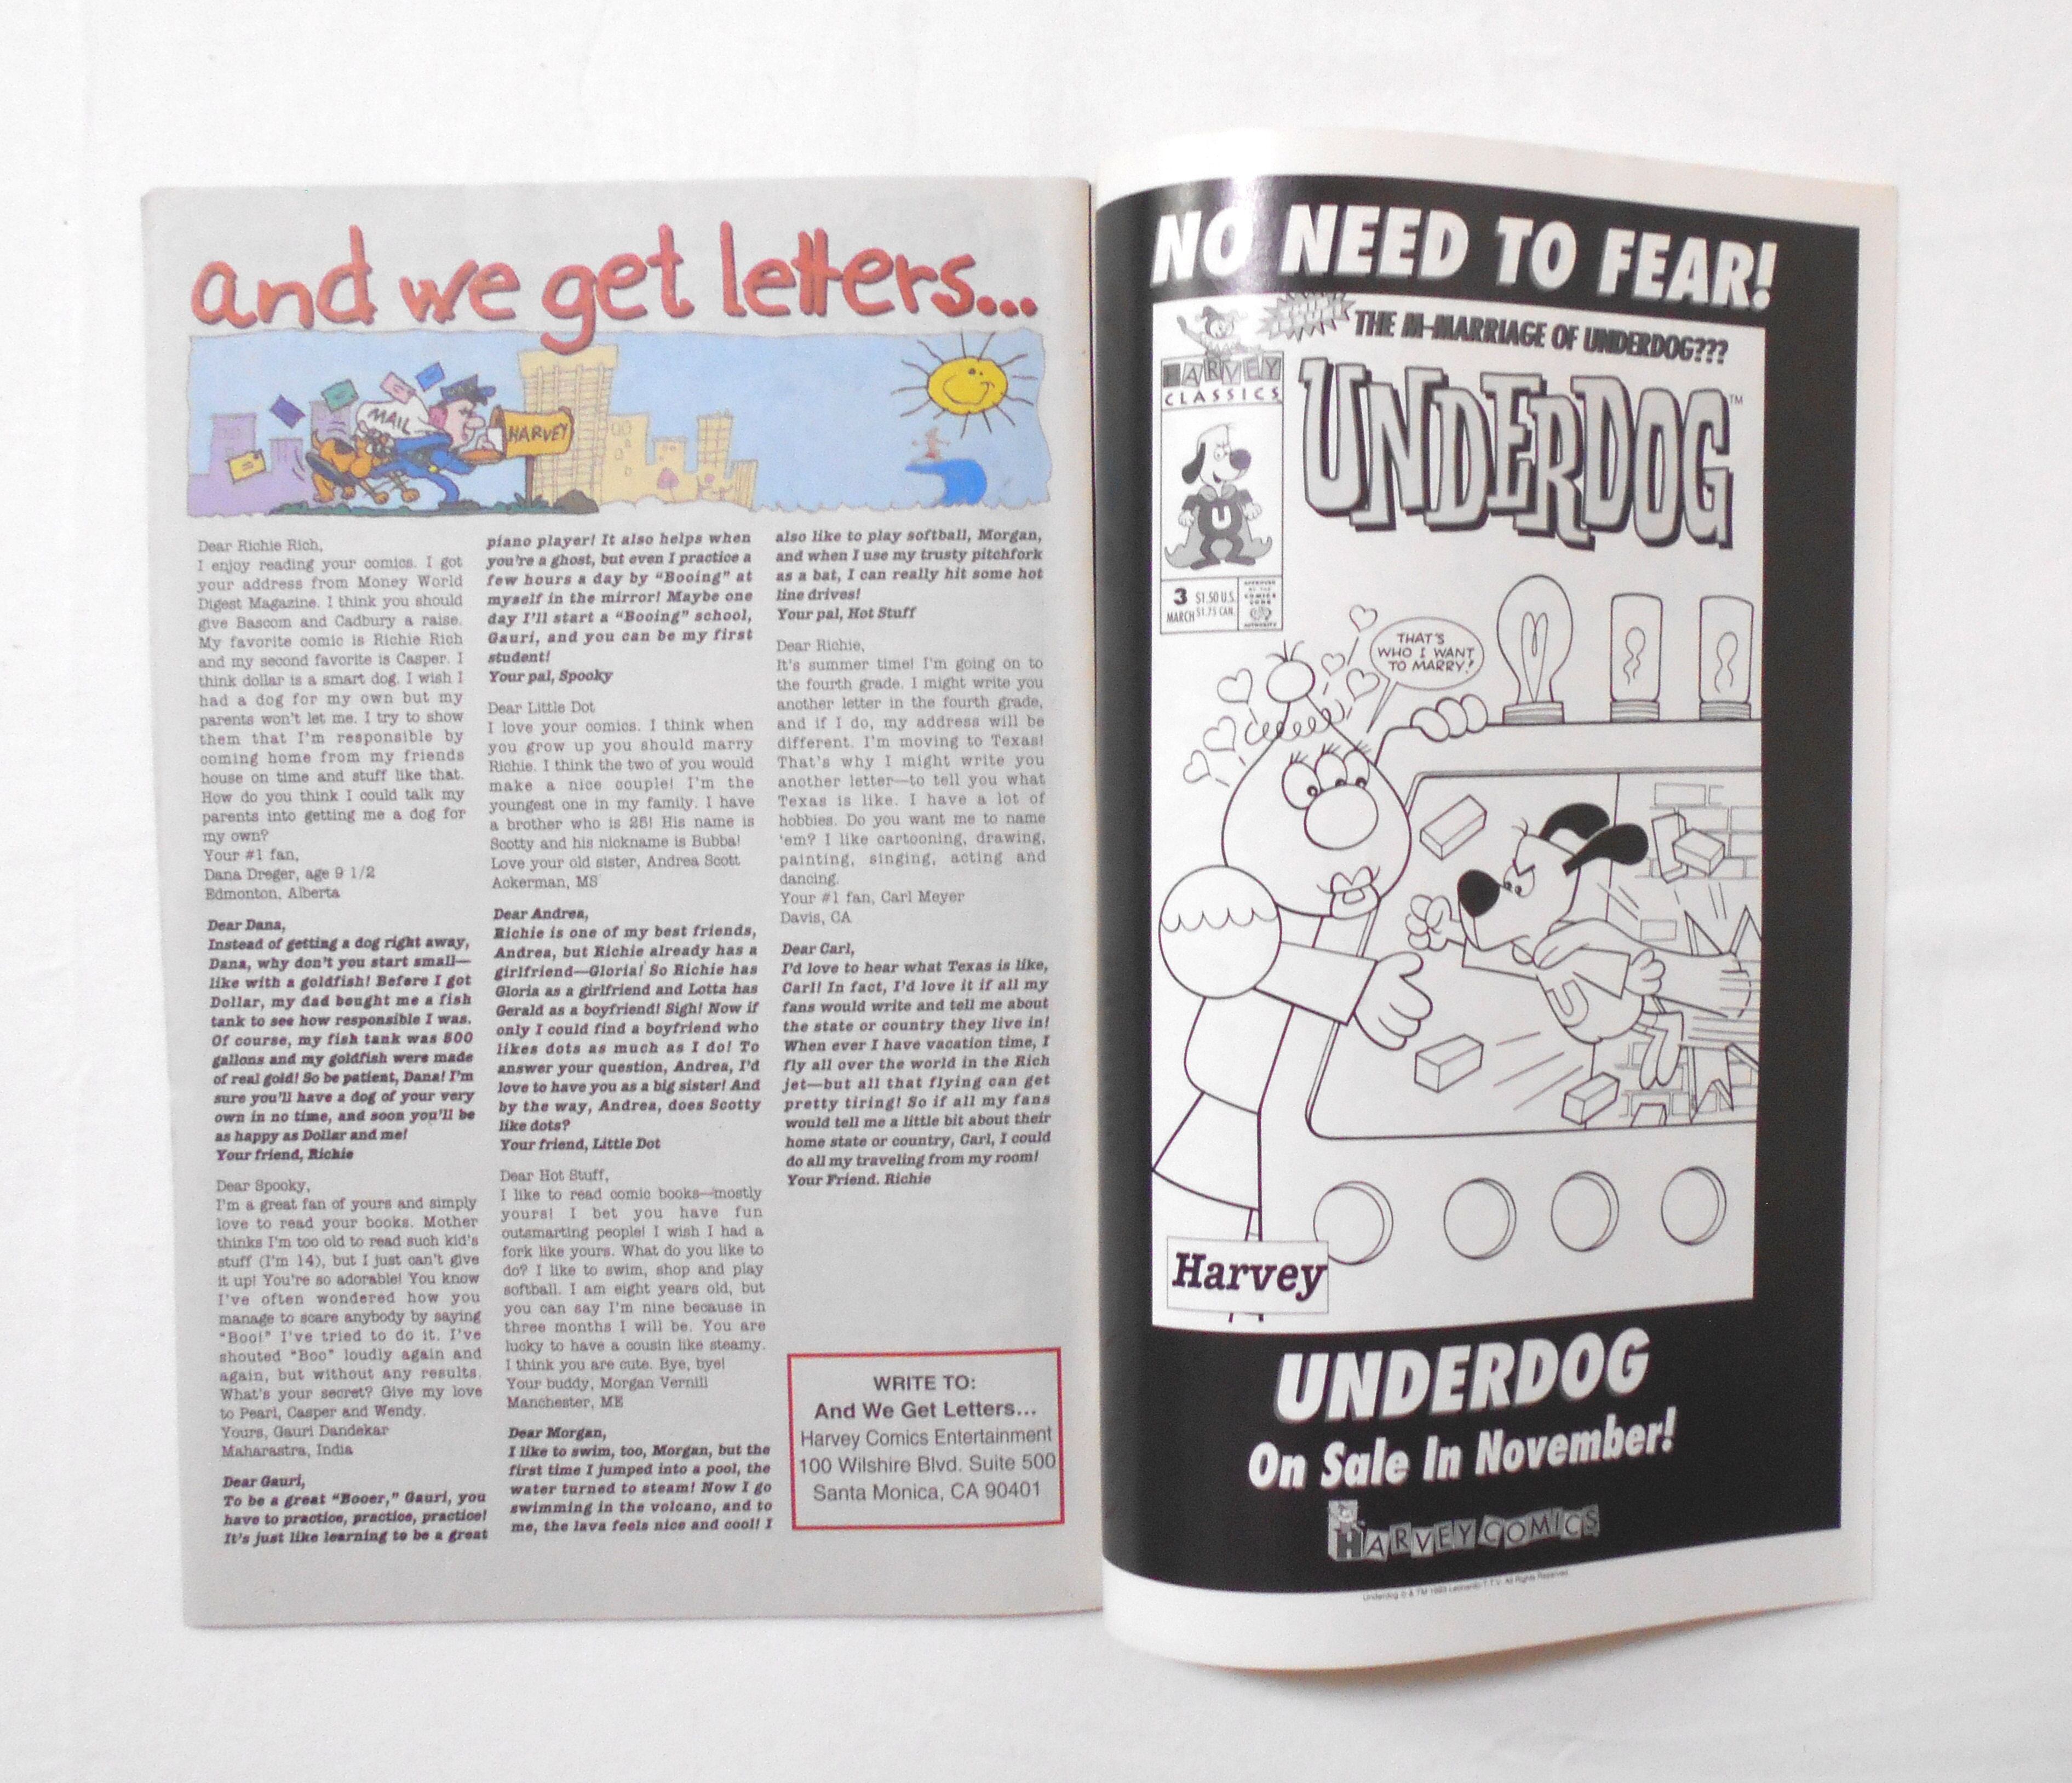 and we get letters...
MAIL
HARVEY
Dear Richie Rich,
I enjoy reading your comics. I got
your address from Money World
Digest Magazine. I think you should
give Bascom and Cadbury a raise.
My favorite comic is Richie Rich
and my second favorite is Casper. I
think dollar is a smart dog. I wish I
had a dog for my own but my
parents won't let me. I try to show
them that I'm responsible by
coming home from my friends
house on time and stuff like that.
How do you think I could talk my
parents into getting me a dog for
my own?
Your #1 fan,
Dana Dreger, age 9 1/2
Edmonton, Alberta
Dear Dana,
Instead of getting a dog right away,
Dana, why don't you start small—
like with a goldfish! Before I got
Dollar, my dad bought me a fish
tank to see how responsible I was.
Of course, my fish tank was 500
gallons and my goldfish were made
of real gold! So be patient, Dana! I'm
sure you'll have a dog of your very
own in no time, and soon you'll be
as happy as Dollar and me!
Your friend, Richie
Dear Spooky,
I'm a great fan of yours and simply
love to read your books. Mother
thinks I'm too old to read such kid's
stuff (I'm 14), but I just can't give
it up! You're so adorable! You know
I've often wondered how you
manage to scare anybody by saying
"Boo!" I've tried to do it. I've
shouted "Boo" loudly again and
again, but without any results.
What's your secret? Give my love
to Pearl, Casper and Wendy.
Yours, Gauri Dandekar
Maharastra, India
Dear Gauri,
To be a great "Booer," Gauri, you
have to practice, practice, practice!
It's just like learning to be a great
piano player! It also helps when
you're a ghost, but even I practice a
few hours a day by "Booing" at
myself in the mirror! Maybe one
day I'll start a "Booing" school,
Gauri, and you can be my first
student!
Your pal, Spooky
Dear Little Dot
I love your comics. I think when
you grow up you should marry
Richie. I think the two of you would
make a nice couple! I'm the
youngest one in my family. I have
a brother who is 25! His name is
Scotty and his nickname is Bubba!
Love your old sister, Andrea Scott
Ackerman, MS
Dear Andrea,
Richie is one of my best friends,
Andrea, but Richie already has a
girlfriend—Gloria! So Richie has
Gloria as a girlfriend and Lotta has
Gerald as a boyfriend! Sigh! Now if
only I could find a boyfriend who
likes dots as much as I do! To
answer your question, Andrea, I'd
love to have you as a big sister! And
by the way, Andrea, does Scotty
like dots?
Your friend, Little Dot
Dear Hot Stuff,
I like to read comic books—mostly
yours! I bet you have fun
outsmarting people! I wish I had a
fork like yours. What do you like to
do? I like to swim, shop and play
softball. I am eight years old, but
you can say I'm nine because in
three months I will be. You are
lucky to have a cousin like steamy.
I think you are cute. Bye, bye!
Your buddy, Morgan Vernill
Manchester, ME
Dear Morgan,
I like to swim, too, Morgan, but the
first time I jumped into a pool, the
water turned to steam! Now I go
swimming in the volcano, and to
me, the lava feels nice and cool! I
also like to play softball, Morgan,
and when I use my trusty pitchfork
as a bat, I can really hit some hot
line drives!
Your pal, Hot Stuff
Dear Richie,
It's summer time! I'm going on to
the fourth grade. I might write you
another letter in the fourth grade,
and if I do, my address will be
different. I'm moving to Texas!
That's why I might write you
another letter—to tell you what
Texas is like. I have a lot of
hobbies. Do you want me to name
'em? I like cartooning, drawing,
painting, singing, acting and
dancing.
Your #1 fan, Carl Meyer
Davis, CA
Dear Carl,
I'd love to hear what Texas is like,
Carl! In fact, I'd love it if all my
fans would write and tell me about
the state or country they live in!
When ever I have vacation time, I
fly all over the world in the Rich
jet—but all that flying can get
pretty tiring! So if all my fans
would tell me a little bit about their
home state or country, Carl, I could
do all my traveling from my room!
Your Friend. Richie
WRITE TO:
And We Get Letters...
Harvey Comics Entertainment
100 Wilshire Blvd. Suite 500
Santa Monica, CA 90401
NO NEED TO FEAR!
THE M-MARRIAGE OF UNDERDOG???
HARVEY
CLASSICS
UNDERDOG™
U
3 $1.50 U.S.
MARCH $1.75 CAN.
APPROVED
BY THE
COMICS
CODE
AUTHORITY
THAT'S
WHO I WANT
TO MARRY!
U
Harvey
UNDERDOG
On Sale In November!
HARVEY COMICS
Underdog © & TM 1993 Leonardo T.T.V. All Rights Reserved.